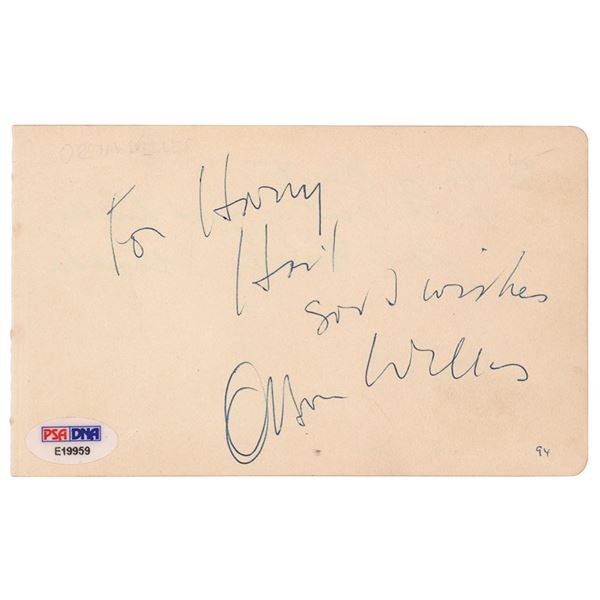 ORSON WELLES
For Harry
Hail
good wishes
Orson Welles
PSA DNA
E19959
94